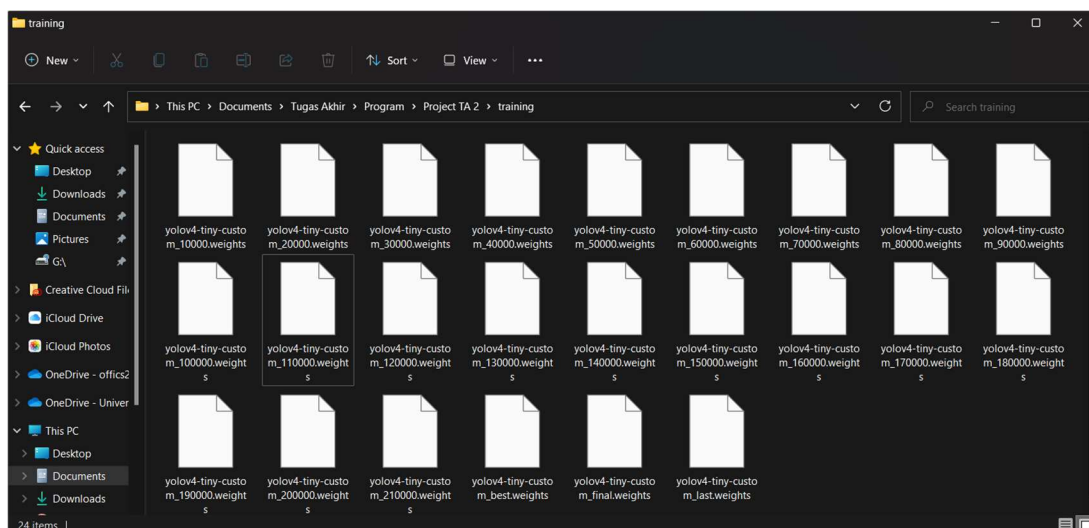 training
New
Sort
View
This PC > Documents > Tugas Akhir > Program > Project TA 2 > training
Search training
Quick access
Desktop
Downloads
Documents
Pictures
G:\
Creative Cloud Fil
iCloud Drive
iCloud Photos
OneDrive - offics2
OneDrive - Univer
This PC
Desktop
Documents
Downloads
yolov4-tiny-custo
m_10000.weights
yolov4-tiny-custo
m_20000.weights
yolov4-tiny-custo
m_30000.weights
yolov4-tiny-custo
m_40000.weights
yolov4-tiny-custo
m_50000.weights
yolov4-tiny-custo
m_60000.weights
yolov4-tiny-custo
m_70000.weights
yolov4-tiny-custo
m_80000.weights
yolov4-tiny-custo
m_90000.weights
yolov4-tiny-custo
m_100000.weight
s
yolov4-tiny-custo
m_110000.weight
s
yolov4-tiny-custo
m_120000.weight
s
yolov4-tiny-custo
m_130000.weight
s
yolov4-tiny-custo
m_140000.weight
s
yolov4-tiny-custo
m_150000.weight
s
yolov4-tiny-custo
m_160000.weight
s
yolov4-tiny-custo
m_170000.weight
s
yolov4-tiny-custo
m_180000.weight
s
yolov4-tiny-custo
m_190000.weight
s
yolov4-tiny-custo
m_200000.weight
s
yolov4-tiny-custo
m_210000.weight
s
yolov4-tiny-custo
m_best.weights
yolov4-tiny-custo
m_final.weights
yolov4-tiny-custo
m_last.weights
24 items